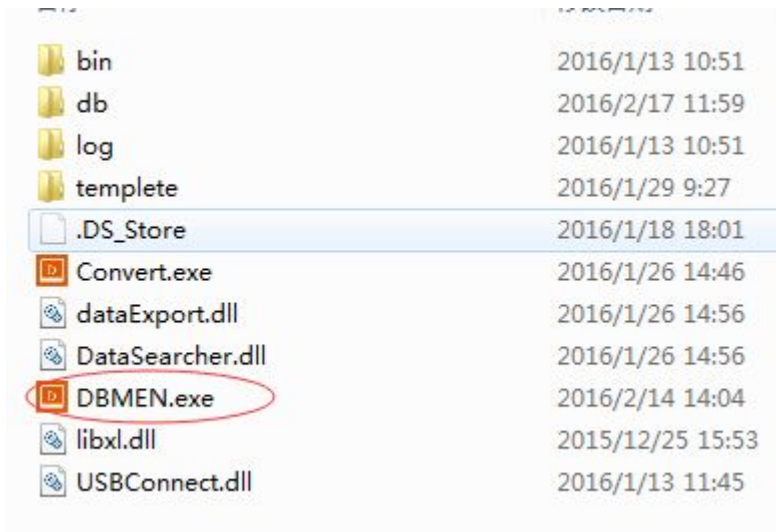 bin 2016/1/13 10:51
db 2016/2/17 11:59
log 2016/1/13 10:51
templete 2016/1/29 9:27
.DS_Store 2016/1/18 18:01
Convert.exe 2016/1/26 14:46
dataExport.dll 2016/1/26 14:56
DataSearcher.dll 2016/1/26 14:56
DBMEN.exe 2016/2/14 14:04
libxl.dll 2015/12/25 15:53
USBConnect.dll 2016/1/13 11:45